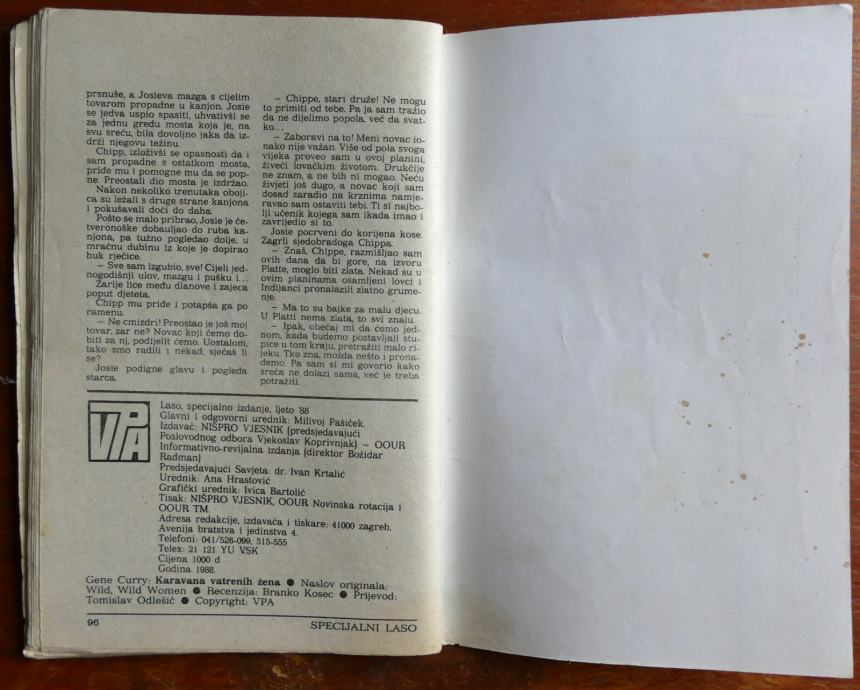 prsnuše, a Josieva mazga s cijelim
tovarom propadne u kanjon. Josie
se jedva uspio spasiti, uhvativši se
za jednu gredu mosta koja je, na
svu sreću, bila dovoljno jaka da iz-
drži njegovu težinu.
Chipp, izloživši se opasnosti da i
sam propadne s ostatkom mosta,
priđe mu i pomogne mu da se pop-
ne. Preostali dio mosta je izdržao.
Nakon nekoliko trenutaka oboji-
ca su ležali s druge strane kanjona
i pokušavali doći do daha.
Pošto se malo pribrao, Josie je če-
tveronoške dobauljao do ruba ka-
njona, pa tužno pogledao dolje, u
mračnu dubinu iz koje je dopirao
huk rječice.
– Sve sam izgubio, sve! Cijeli jed-
nogodišnji ulov, mazgu i pušku i...
Zarije lice među dlanove i zajeca
poput djeteta.
Chipp mu priđe i potapša ga po
ramenu.
– Ne cmizdri! Preostao je još moj
tovar, zar ne? Novac koji ćemo do-
biti za nj, podijelit ćemo. Uostalom,
tako smo radili i nekad, sjećaš li
se?
Josie podigne glavu i pogleda
starca.
– Chippe, stari druže! Ne mogu
to primiti od tebe. Pa ja sam tražio
da ne dijelimo popola, već da svat-
ko...
– Zaboravi na to! Meni novac io-
nako nije važan. Više od pola svoga
vijeka proveo sam u ovoj planini,
živeći lovačkim životom. Drukčije
ne znam, a ne bih ni mogao. Neću
živjeti još dugo, a novac koji sam
dosad zaradio na krznima namje-
ravao sam ostaviti tebi. Ti si najbo-
lji učenik kojega sam ikada imao i
zavrijedio si to.
Josie pocrveni do korijena kose.
Zagrli sjedobradoga Chippa.
– Znaš, Chippe, razmišljao sam
ovih dana da bi gore, na izvoru
Platte, moglo biti zlata. Nekad su u
ovim planinama osamljeni lovci i
Indijanci pronalazili zlatno grume-
nje.
– Ma to su bajke za malu djecu.
U Platti nema zlata, to svi znaju.
– Ipak, obećaj mi da ćemo jed-
nom, kada budemo postavljali stu-
pice u tom kraju, pretražiti malo ri-
jeku. Tko zna, možda nešto i prona-
đemo. Pa sam si mi govorio kako
sreća ne dolazi sama, već je treba
potražiti.
VPA
Laso, specijalno izdanje, ljeto '88
Glavni i odgovorni urednik: Milivoj Pašiček.
Izdavač: NIŠPRO VJESNIK (predsjedavajući
Poslovodnog odbora Vjekoslav Koprivnjak) – OOUR
Informativno-revijalna izdanja (direktor Božidar
Radman)
Predsjedavajući Savjeta: dr. Ivan Krtalić
Urednik: Ana Hrastović
Grafički urednik: Ivica Bartolić
Tisak: NIŠPRO VJESNIK, OOUR Novinska rotacija i
OOUR TM.
Adresa redakcije, izdavača i tiskare: 41000 zagreb,
Avenija bratstva i jedinstva 4.
Telefoni: 041/526-099, 515-555
Telex: 21 121 YU VSK
Cijena 1000 d
Godina 1988.
Gene Curry: Karavana vatrenih žena ● Naslov originala:
Wild, Wild Women ● Recenzija: Branko Kosec ● Prijevod:
Tomislav Odlešić ● Copyright: VPA
96
SPECIJALNI LASO